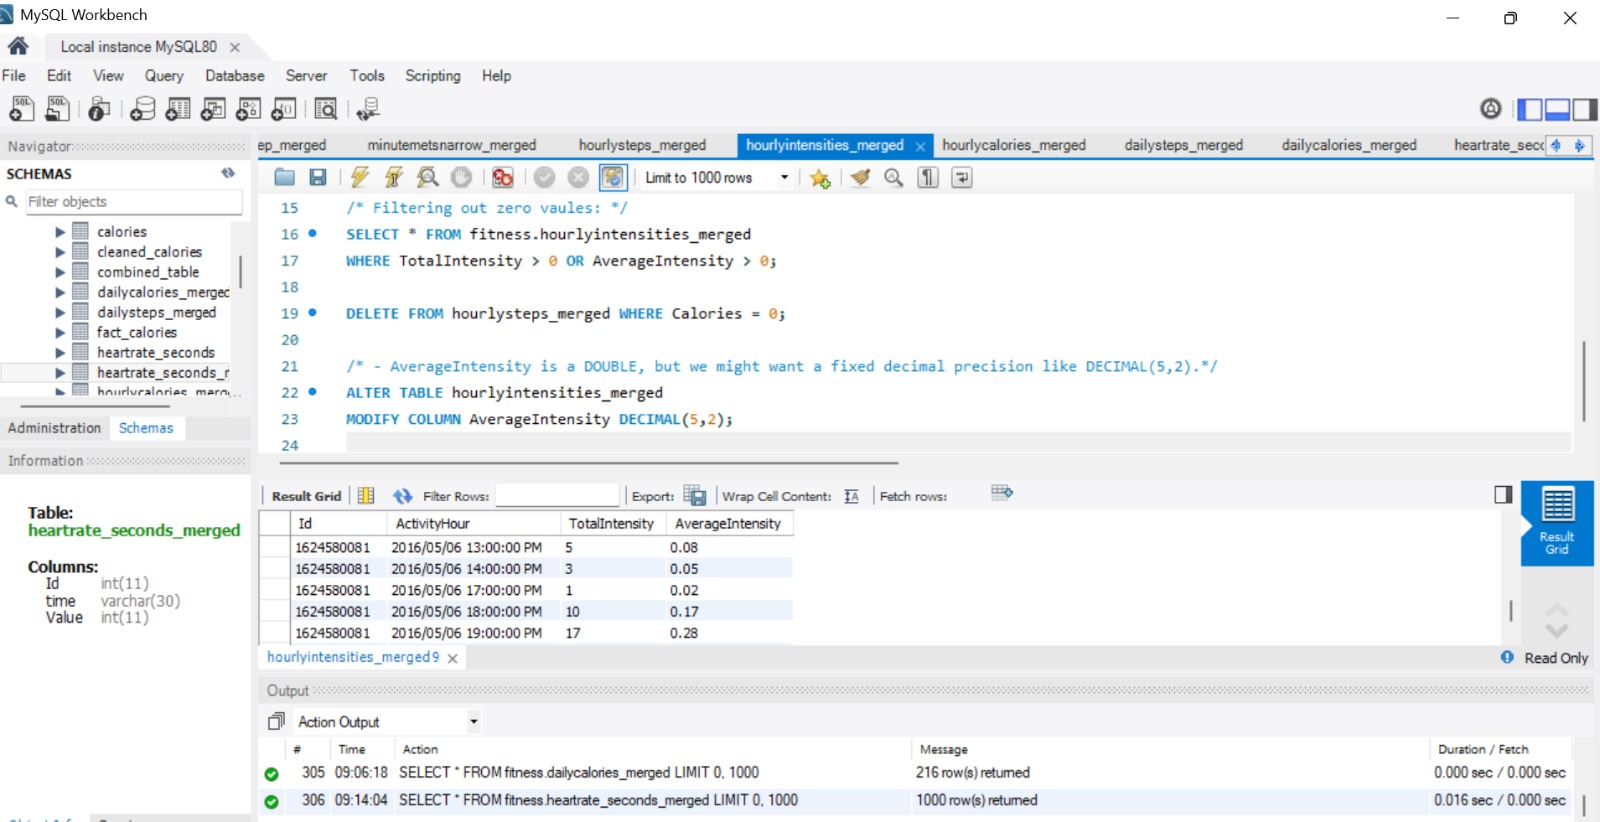 MySQL Workbench
Local instance MySQL80
File Edit View Query Database Server Tools Scripting Help
Navigator
ep_merged minutemetsnarrow_merged hourlysteps_merged hourlyintensities_merged hourlycalories_merged dailysteps_merged dailycalories_merged heartrate_sec
SCHEMAS
Limit to 1000 rows
Filter objects
calories
cleaned_calories
combined_table
dailycalories_merged
dailysteps_merged
fact_calories
heartrate_seconds
heartrate_seconds_r
hourlycalories_merg
15 /* Filtering out zero vaules: */
16 SELECT * FROM fitness.hourlyintensities_merged
17 WHERE TotalIntensity > 0 OR AverageIntensity > 0;
18
19 DELETE FROM hourlysteps_merged WHERE Calories = 0;
20
21 /* - AverageIntensity is a DOUBLE, but we might want a fixed decimal precision like DECIMAL(5,2).*/
22 ALTER TABLE hourlyintensities_merged
23 MODIFY COLUMN AverageIntensity DECIMAL(5,2);
24
Administration Schemas
Information
Table:
heartrate_seconds_merged
Columns:
Id int(11)
time varchar(30)
Value int(11)
Result Grid Filter Rows: Export: Wrap Cell Content: Fetch rows:
Id ActivityHour TotalIntensity AverageIntensity
1624580081 2016/05/06 13:00:00 PM 5 0.08
1624580081 2016/05/06 14:00:00 PM 3 0.05
1624580081 2016/05/06 17:00:00 PM 1 0.02
1624580081 2016/05/06 18:00:00 PM 10 0.17
1624580081 2016/05/06 19:00:00 PM 17 0.28
Result
Grid
hourlyintensities_merged9
Read Only
Output
Action Output
# Time Action Message Duration / Fetch
305 09:06:18 SELECT * FROM fitness.dailycalories_merged LIMIT 0, 1000 216 row(s) returned 0.000 sec / 0.000 sec
306 09:14:04 SELECT * FROM fitness.heartrate_seconds_merged LIMIT 0, 1000 1000 row(s) returned 0.016 sec / 0.000 sec